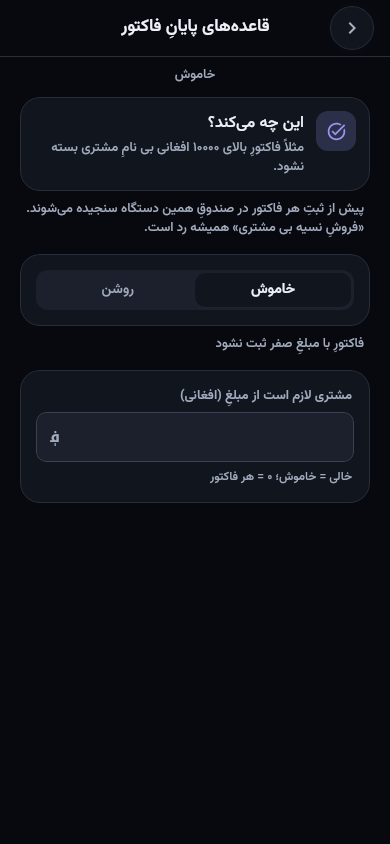 قاعده‌های پایانِ فاکتور
خاموش
این چه می‌کند؟
مثلاً فاکتورِ بالای ۱۰۰۰۰ افغانی بی نامِ مشتری بسته
نشود.
پیش از ثبتِ هر فاکتور در صندوقِ همین دستگاه سنجیده می‌شوند.
«فروشِ نسیه بی مشتری» همیشه رد است.
خاموش
روشن
فاکتورِ با مبلغِ صفر ثبت نشود
مشتری لازم است از مبلغِ (افغانی)
؋
خالی = خاموش؛ ۰ = هر فاکتور